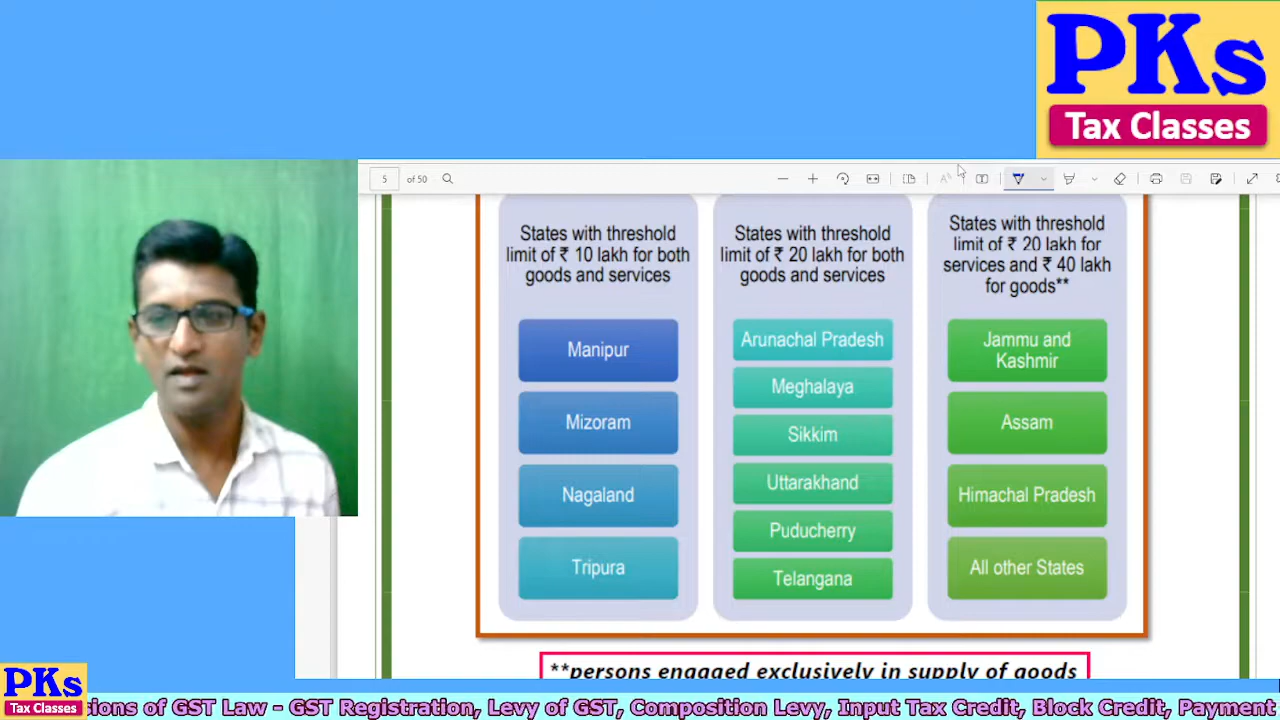 PKs
Tax Classes
5 of 50
States with threshold
limit of ₹ 10 lakh for both
goods and services
Manipur
Mizoram
Nagaland
Tripura
States with threshold
limit of ₹ 20 lakh for both
goods and services
Arunachal Pradesh
Meghalaya
Sikkim
Uttarakhand
Puducherry
Telangana
States with threshold
limit of ₹ 20 lakh for
services and ₹ 40 lakh
for goods**
Jammu and
Kashmir
Assam
Himachal Pradesh
All other States
**persons engaged exclusively in supply of goods
PKs
Tax Classes
sions of GST Law - GST Registration, Levy of GST, Composition Levy, Input Tax Credit, Block Credit, Payment